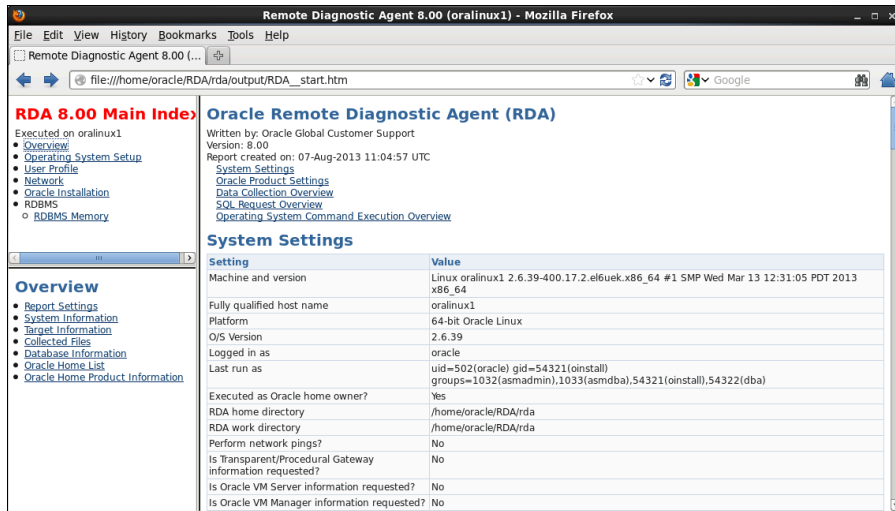 Remote Diagnostic Agent 8.00 (oralinux1) - Mozilla Firefox
File Edit View History Bookmarks Tools Help
Remote Diagnostic Agent 8.00 (...
file:///home/oracle/RDA/rda/output/RDA__start.htm
Google
RDA 8.00 Main Index
Executed on oralinux1
Overview
Operating System Setup
User Profile
Network
Oracle Installation
RDBMS
RDBMS Memory
Overview
Report Settings
System Information
Target Information
Collected Files
Database Information
Oracle Home List
Oracle Home Product Information
Oracle Remote Diagnostic Agent (RDA)
Written by: Oracle Global Customer Support
Version: 8.00
Report created on: 07-Aug-2013 11:04:57 UTC
System Settings
Oracle Product Settings
Data Collection Overview
SQL Request Overview
Operating System Command Execution Overview
System Settings
Setting Value
Machine and version Linux oralinux1 2.6.39-400.17.2.el6uek.x86_64 #1 SMP Wed Mar 13 12:31:05 PDT 2013
x86_64
Fully qualified host name oralinux1
Platform 64-bit Oracle Linux
O/S Version 2.6.39
Logged in as oracle
Last run as uid=502(oracle) gid=54321(oinstall)
groups=1032(asmadmin),1033(asmdba),54321(oinstall),54322(dba)
Executed as Oracle home owner? Yes
RDA home directory /home/oracle/RDA/rda
RDA work directory /home/oracle/RDA/rda
Perform network pings? No
Is Transparent/Procedural Gateway No
information requested?
Is Oracle VM Server information requested? No
Is Oracle VM Manager information requested? No